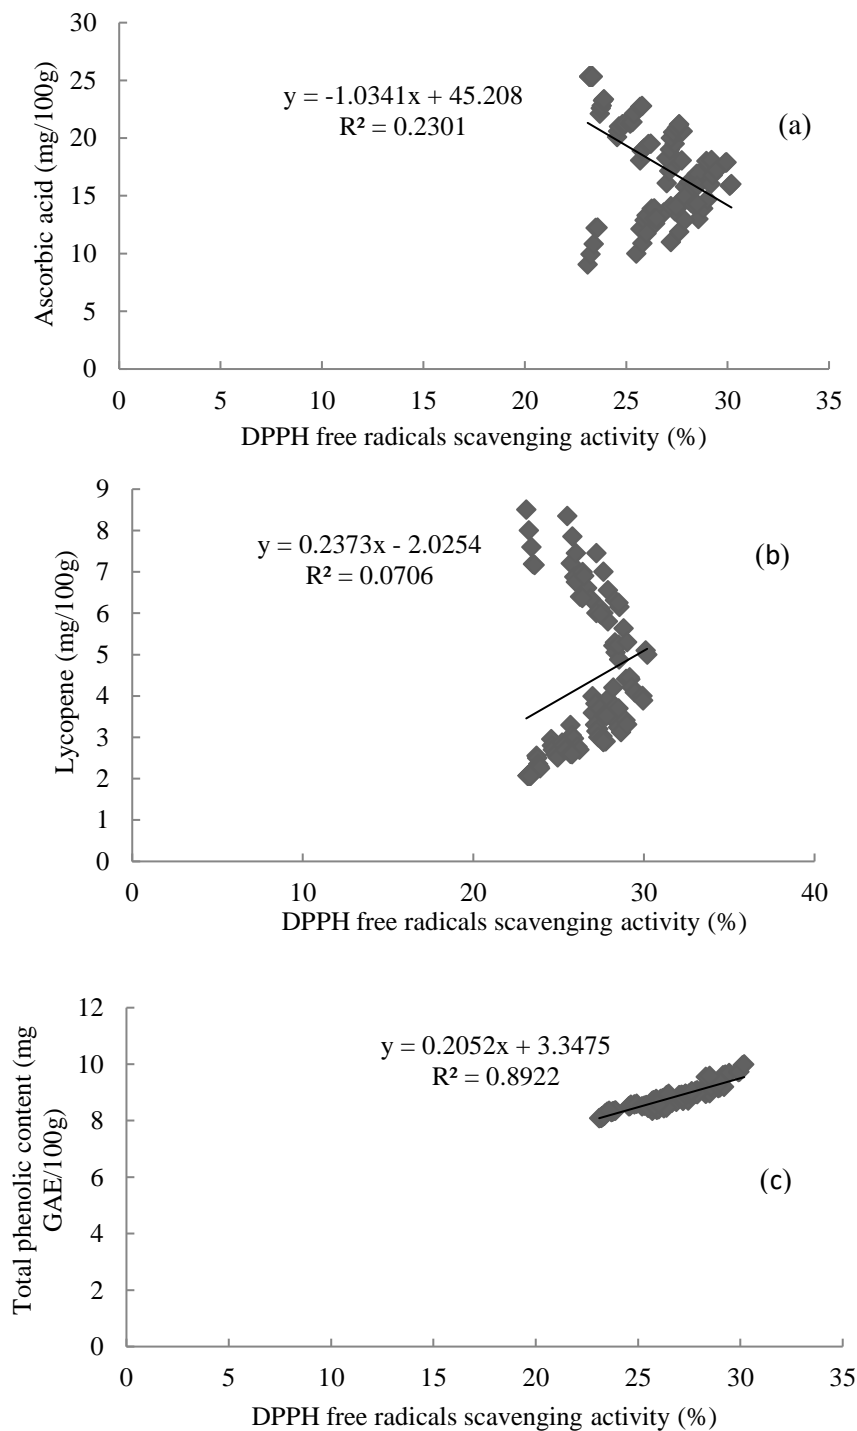 30
25
20
15
10
5
0
Ascorbic acid (mg/100g)
y = -1.0341x + 45.208
R² = 0.2301
(a)
0 5 10 15 20 25 30 35
DPPH free radicals scavenging activity (%)
9
8
7
6
5
4
3
2
1
0
Lycopene (mg/100g)
y = 0.2373x - 2.0254
R² = 0.0706
(b)
0 10 20 30 40
DPPH free radicals scavenging activity (%)
12
10
8
6
4
2
0
Total phenolic content (mg
GAE/100g)
y = 0.2052x + 3.3475
R² = 0.8922
(c)
0 5 10 15 20 25 30 35
DPPH free radicals scavenging activity (%)